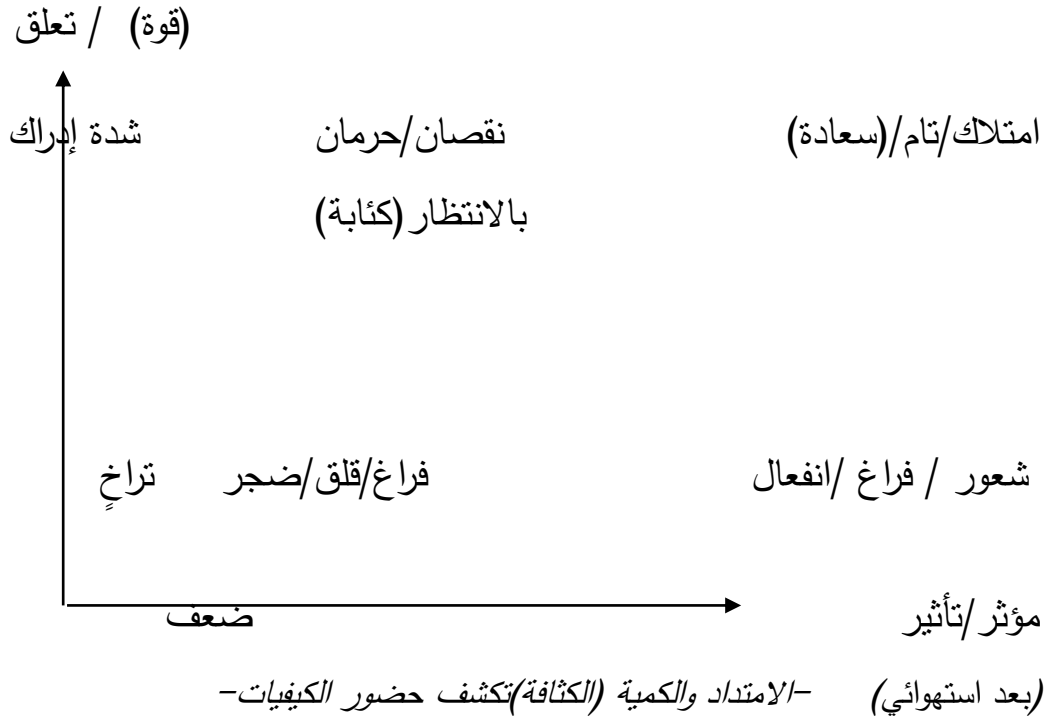 (قوة) / تعلق
امتلاك/تام/(سعادة) نقصان/حرمان شدة إدراك
بالانتظار (كئابة)
شعور / فراغ /انفعال فراغ/قلق/ضجر تراخٍ
مؤثر/تأثير ضعف
(بعد استهوائي) -الامتداد والكمية (الكثافة)تكشف حضور الكيفيات-